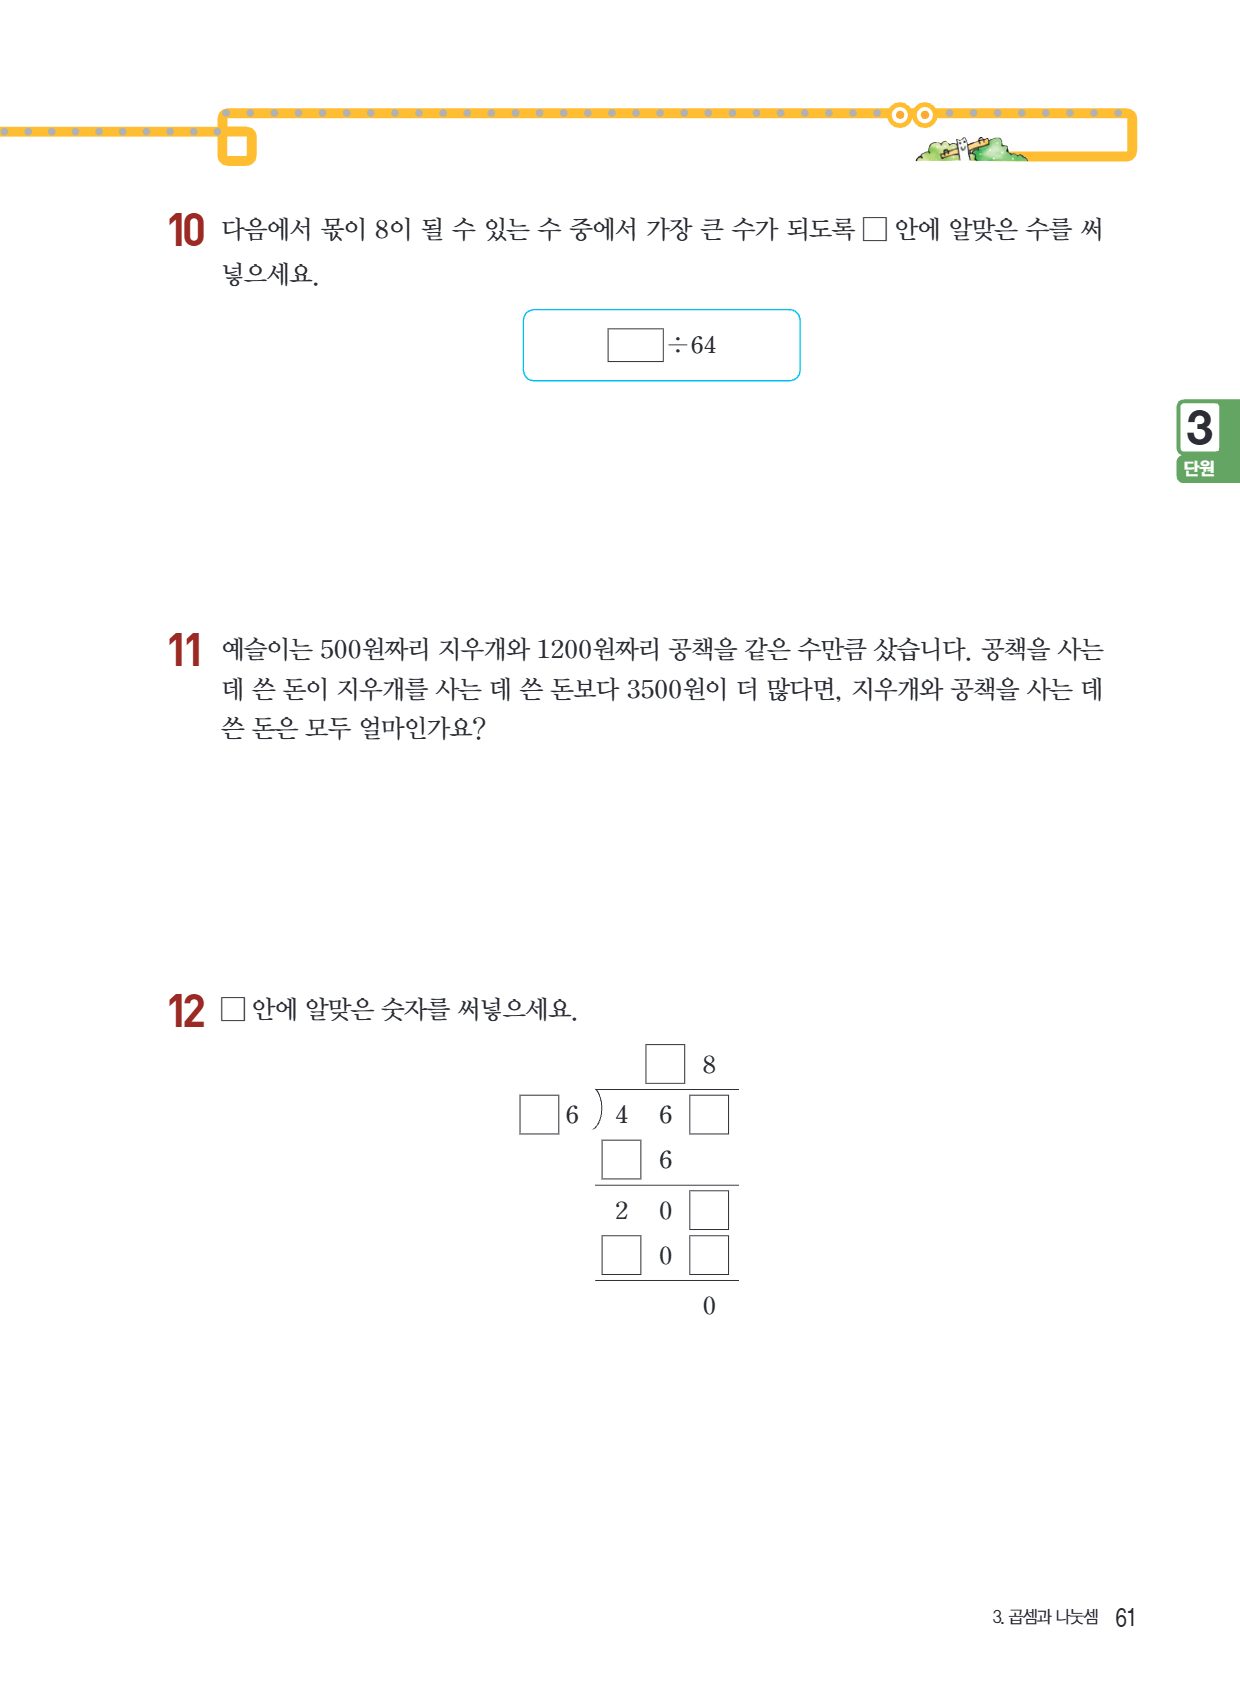 10 다음에서 몫이 8이 될 수 있는 수 중에서 가장 큰 수가 되도록 □ 안에 알맞은 수를 써
넣으세요.
□÷64
3
단원
11 예슬이는 500원짜리 지우개와 1200원짜리 공책을 같은 수만큼 샀습니다. 공책을 사는
데 쓴 돈이 지우개를 사는 데 쓴 돈보다 3500원이 더 많다면, 지우개와 공책을 사는 데
쓴 돈은 모두 얼마인가요?
12 □ 안에 알맞은 숫자를 써넣으세요.
□ 8
□ 6 ) 4 6 □
□ 6
2 0 □
□ 0 □
0
3. 곱셈과 나눗셈 61